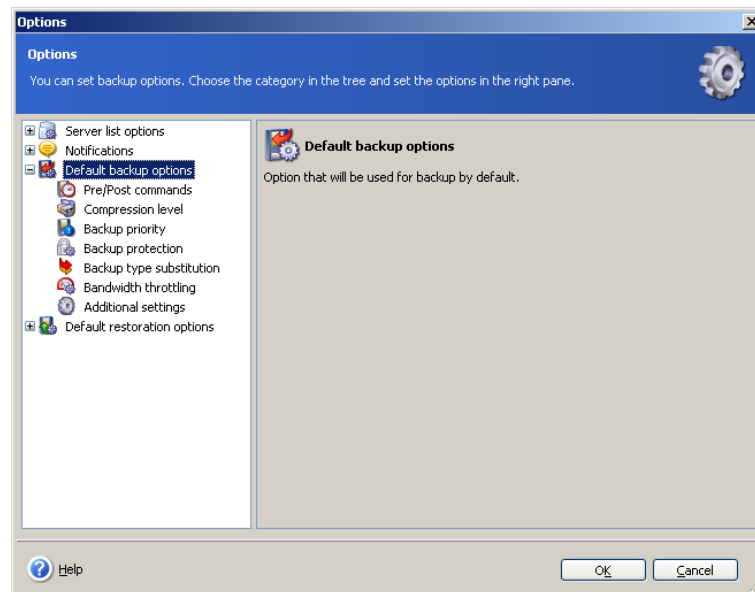 Options
Options
You can set backup options. Choose the category in the tree and set the options in the right pane.
Server list options
Notifications
Default backup options
Pre/Post commands
Compression level
Backup priority
Backup protection
Backup type substitution
Bandwidth throttling
Additional settings
Default restoration options
Default backup options
Option that will be used for backup by default.
Help
OK
Cancel